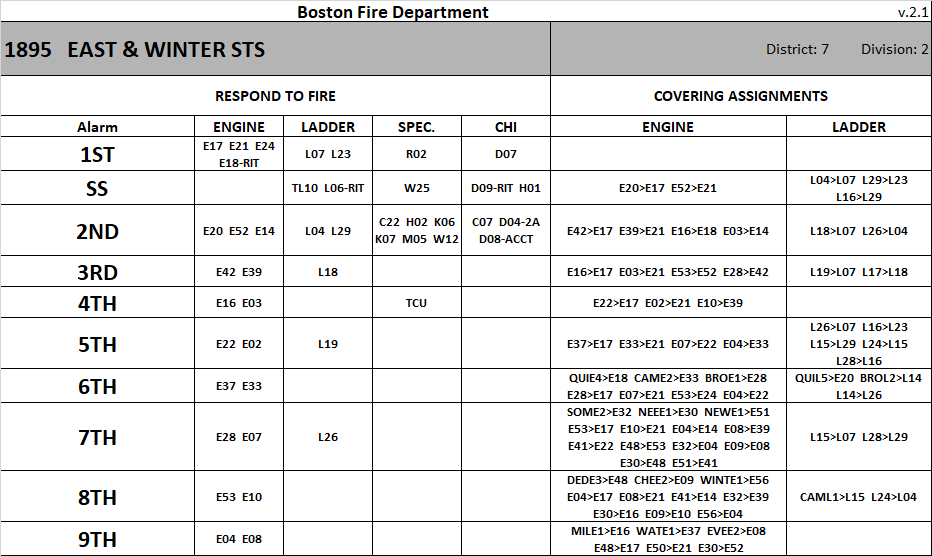 Boston Fire Department v.2.1
1895 EAST & WINTER STS District: 7 Division: 2
RESPOND TO FIRE COVERING ASSIGNMENTS
Alarm ENGINE LADDER SPEC. CHI ENGINE LADDER
1ST
E17 E21 E24
E18-RIT
L07 L23
R02
D07
SS
TL10 L06-RIT
W25
D09-RIT H01
E20>E17 E52>E21
L04>L07 L29>L23
L16>L29
2ND
E20 E52 E14
L04 L29
C22 H02 K06
K07 M05 W12
C07 D04-2A
D08-ACCT
E42>E17 E39>E21 E16>E18 E03>E14
L18>L07 L26>L04
3RD
E42 E39
L18
E16>E17 E03>E21 E53>E52 E28>E42
L19>L07 L17>L18
4TH
E16 E03
TCU
E22>E17 E02>E21 E10>E39
5TH
E22 E02
L19
E37>E17 E33>E21 E07>E22 E04>E33
L26>L07 L16>L23
L15>L29 L24>L15
L28>L16
6TH
E37 E33
QUIE4>E18 CAME2>E33 BROE1>E28
E28>E17 E07>E21 E53>E24 E04>E22
QUIL5>E20 BROL2>L14
L14>L26
7TH
E28 E07
L26
SOME2>E32 NEEE1>E30 NEWE1>E51
E53>E17 E10>E21 E04>E14 E08>E39
E41>E22 E48>E53 E32>E04 E09>E08
E30>E48 E51>E41
L15>L07 L28>L29
8TH
E53 E10
DEDE3>E48 CHEE2>E09 WINTE1>E56
E04>E17 E08>E21 E41>E14 E32>E39
E30>E16 E09>E10 E56>E04
CAML1>L15 L24>L04
9TH
E04 E08
MILE1>E16 WATE1>E37 EVEE2>E08
E48>E17 E50>E21 E30>E52